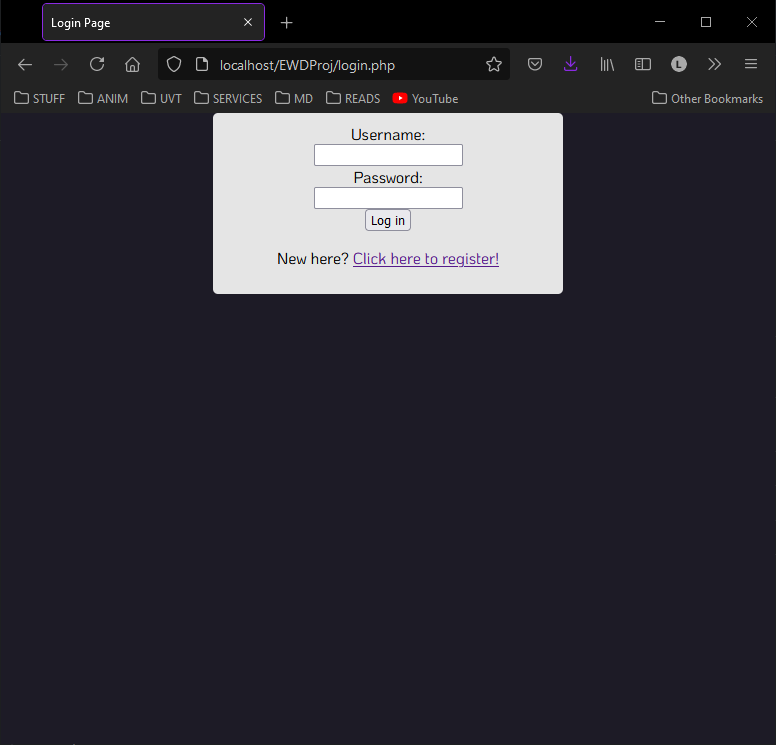 Login Page
localhost/EWDProj/login.php
L
STUFF ANIM UVT SERVICES MD READS YouTube Other Bookmarks
Username:
Password:
Log in
New here? Click here to register!